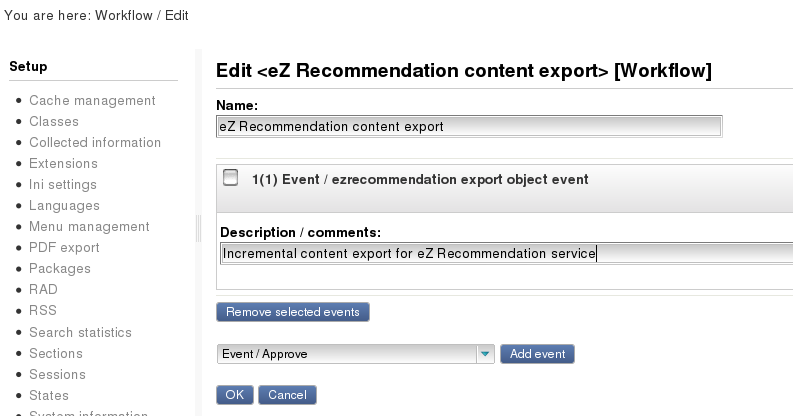 You are here: Workflow / Edit
Setup
Cache management
Classes
Collected information
Extensions
Ini settings
Languages
Menu management
PDF export
Packages
RAD
RSS
Search statistics
Sections
Sessions
States
System information
Edit <eZ Recommendation content export> [Workflow]
Name:
eZ Recommendation content export
1(1) Event / ezrecommendation export object event
Description / comments:
Incremental content export for eZ Recommendation service
Remove selected events
Event / Approve
Add event
OK
Cancel